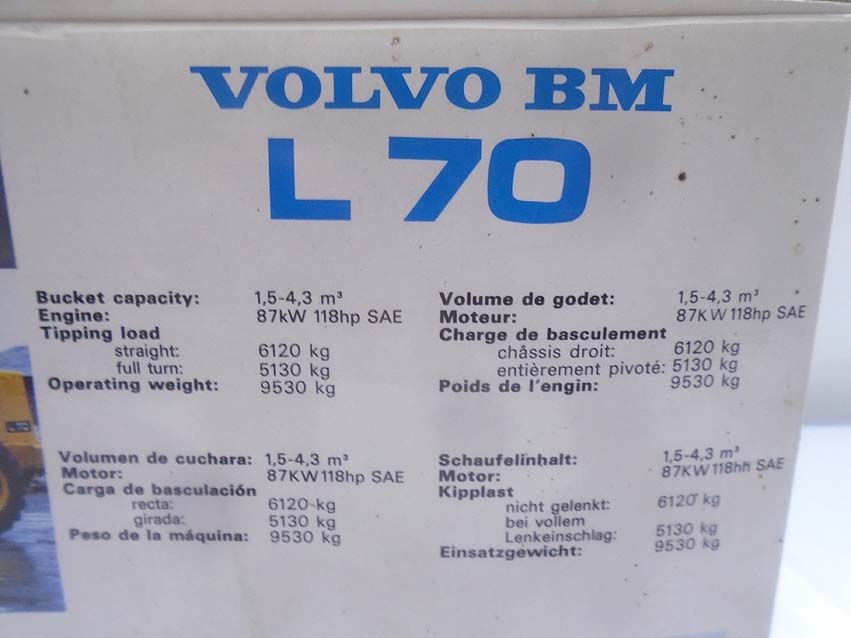 VOLVO BM
L 70
Bucket capacity: 1,5-4,3 m³
Engine: 87kW 118hp SAE
Tipping load
straight: 6120 kg
full turn: 5130 kg
Operating weight: 9530 kg
Volume de godet: 1,5-4,3 m³
Moteur: 87KW 118hp SAE
Charge de basculement
châssis droit: 6120 kg
entièrement pivoté: 5130 kg
Poids de l'engin: 9530 kg
Volumen de cuchara: 1,5-4,3 m³
Motor: 87KW 118hp SAE
Carga de basculación
recta: 6120 kg
girada: 5130 kg
Peso de la máquina: 9530 kg
Schaufelinhalt: 1,5-4,3 m³
Motor: 87KW 118hh SAE
Kipplast
nicht gelenkt: 6120 kg
bei vollem
Lenkeinschlag: 5130 kg
Einsatzgewicht: 9530 kg
L70